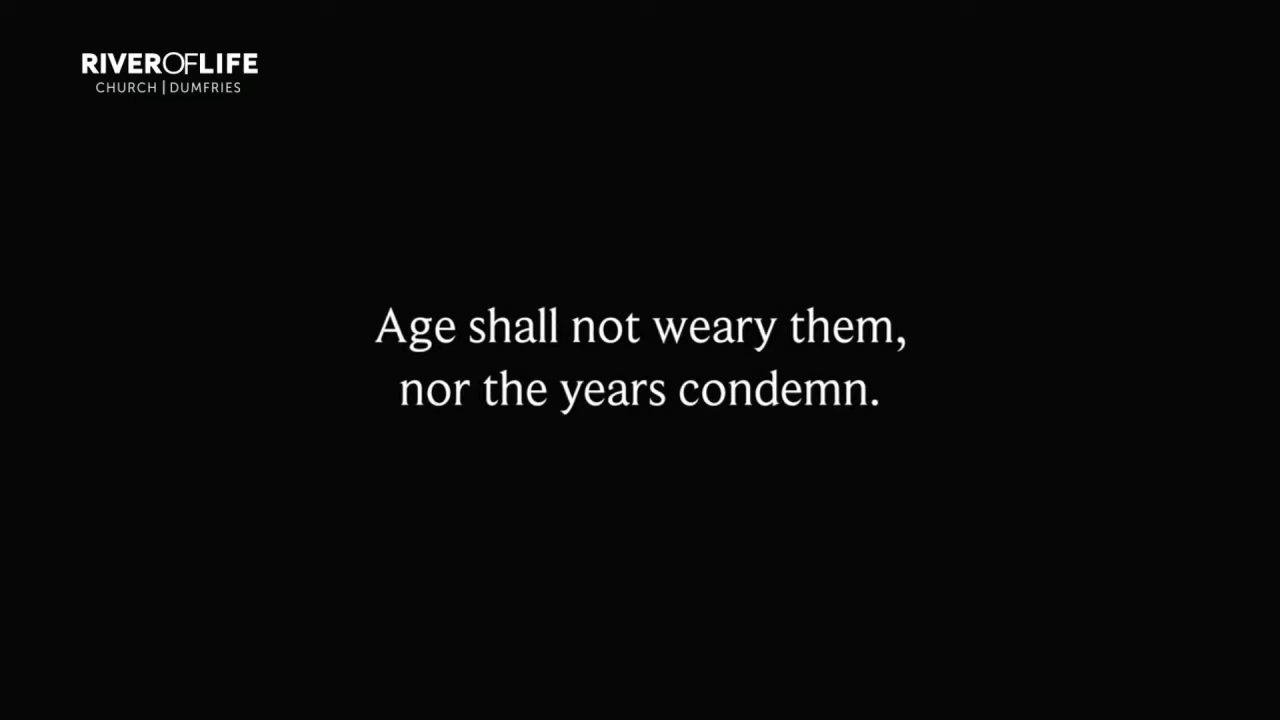 RIVEROFLIFE
CHURCH | DUMFRIES
Age shall not weary them,
nor the years condemn.